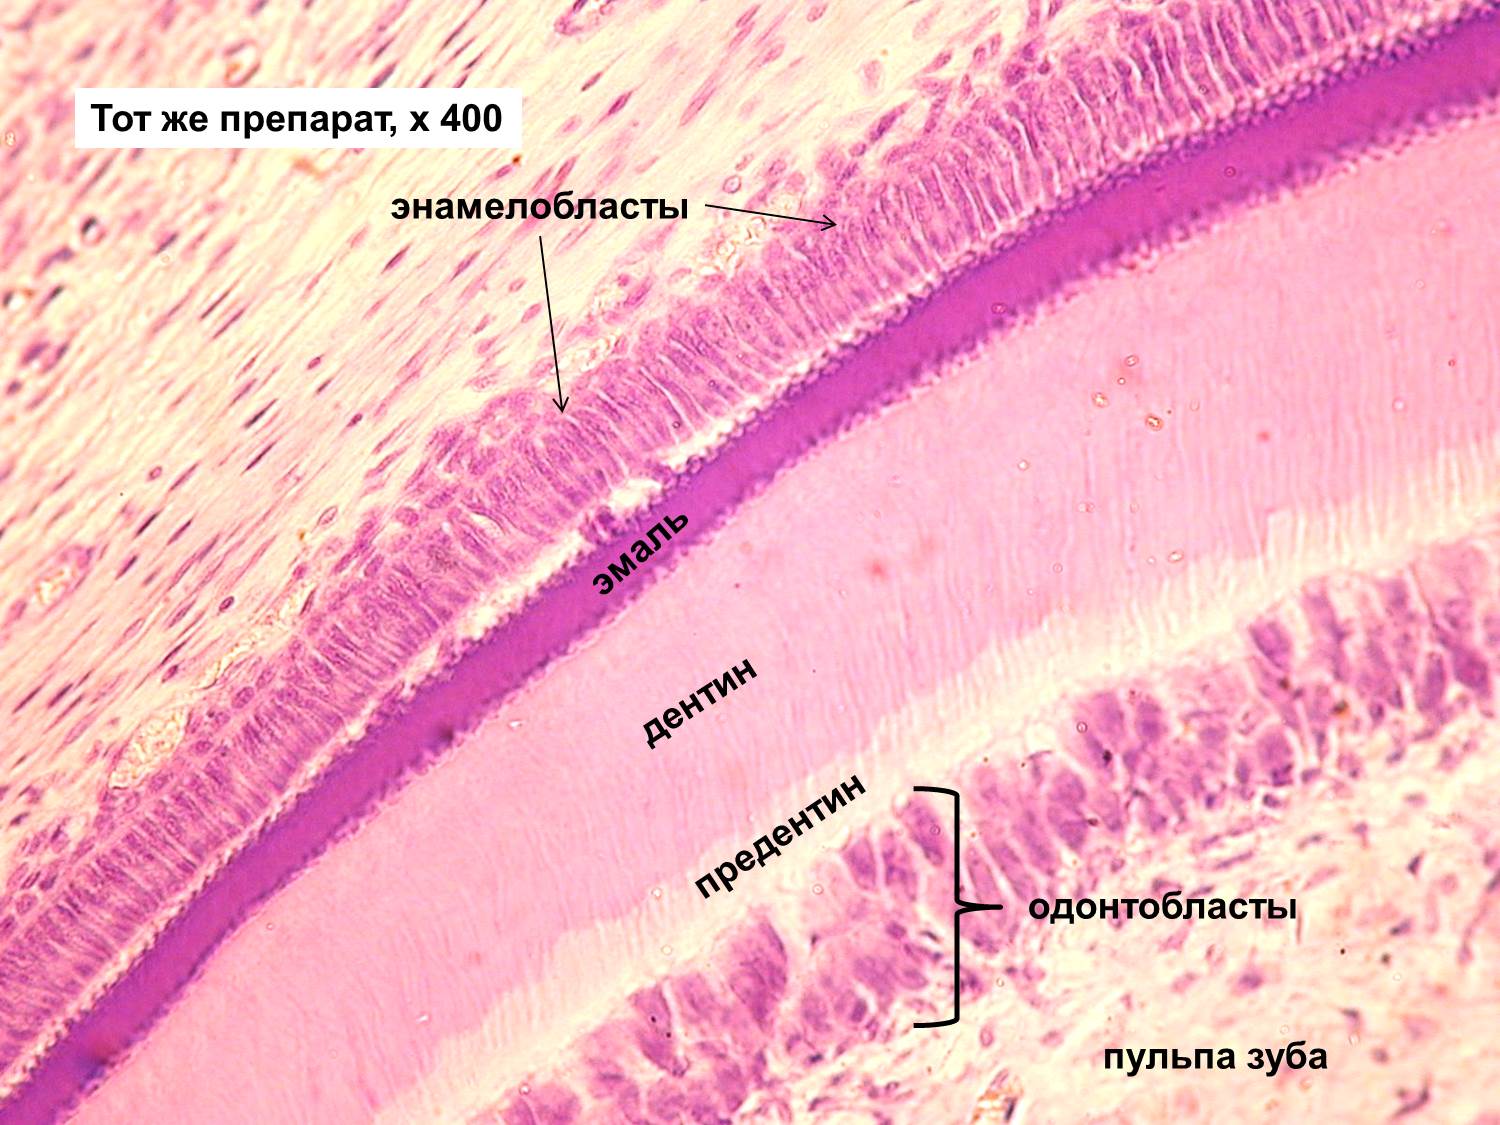 Тот же препарат, х 400
энамелобласты
эмаль
дентин
предентин
одонтобласты
пульпа зуба